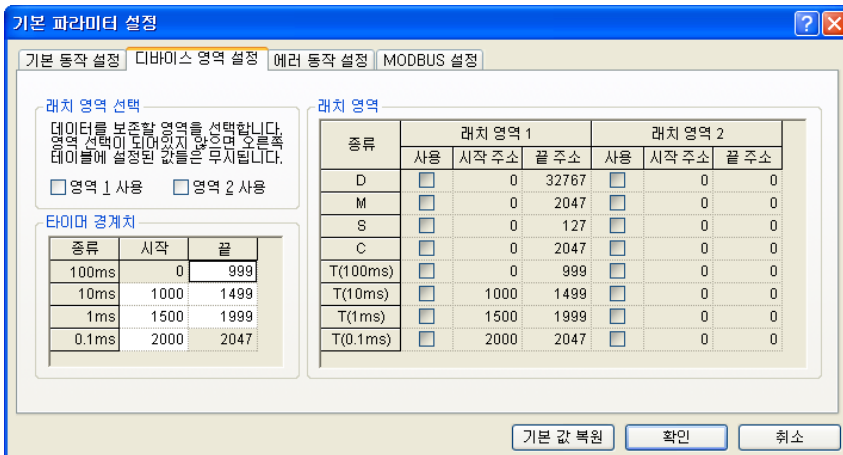 기본 파라미터 설정
기본 동작 설정 디바이스 영역 설정 에러 동작 설정 MODBUS 설정
래치 영역 선택
데이터를 보존할 영역을 선택합니다.
영역 선택이 되어있지 않으면 오른쪽
테이블에 설정된 값들은 무시됩니다.
영역 1 사용 영역 2 사용
타이머 경계치
종류 시작 끝
100ms 0 999
10ms 1000 1499
1ms 1500 1999
0.1ms 2000 2047
래치 영역
종류 래치 영역 1 래치 영역 2
사용 시작 주소 끝 주소 사용 시작 주소 끝 주소
D 0 32767 0 0
M 0 2047 0 0
S 0 127 0 0
C 0 2047 0 0
T(100ms) 0 999 0 0
T(10ms) 1000 1499 0 0
T(1ms) 1500 1999 0 0
T(0.1ms) 2000 2047 0 0
기본 값 복원 확인 취소